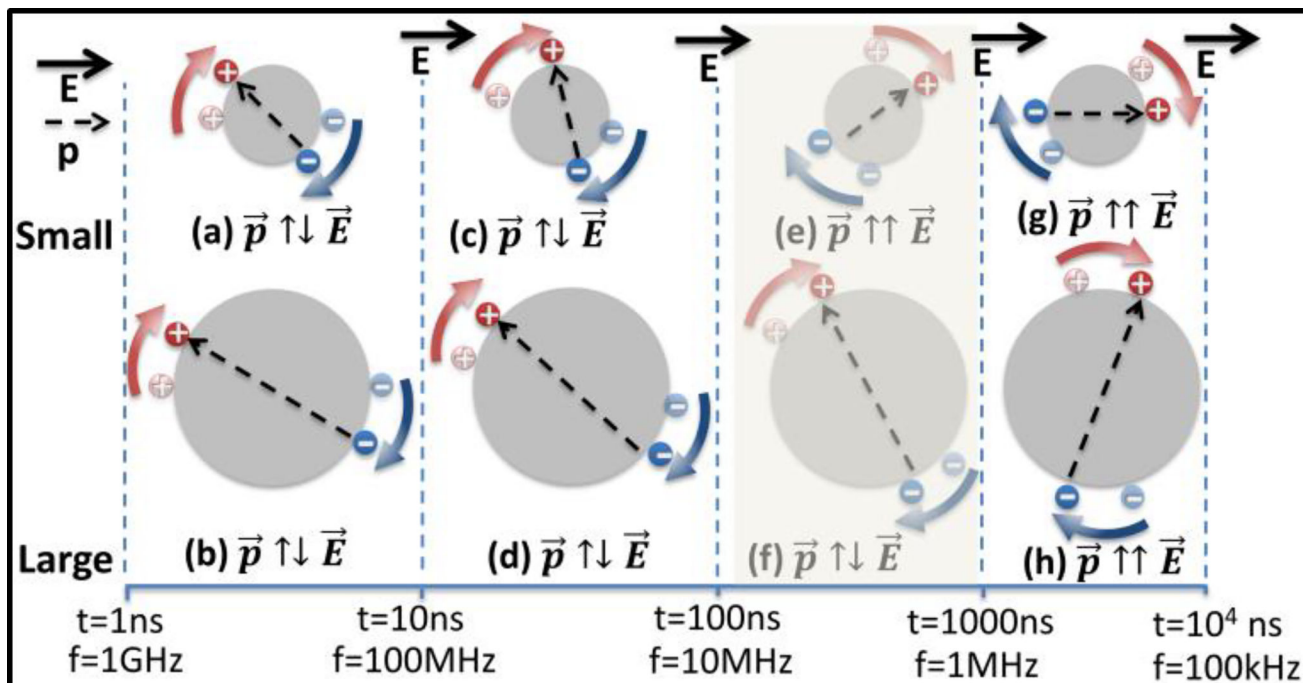 E E E E E
p
Small
(a) p⃗ ↑↓ E⃗
(c) p⃗ ↑↓ E⃗
(e) p⃗ ↑↑ E⃗
(g) p⃗ ↑↑ E⃗
Large
(b) p⃗ ↑↓ E⃗
(d) p⃗ ↑↓ E⃗
(f) p⃗ ↑↓ E⃗
(h) p⃗ ↑↑ E⃗
t=1ns
f=1GHz
t=10ns
f=100MHz
t=100ns
f=10MHz
t=1000ns
f=1MHz
t=10⁴ ns
f=100kHz